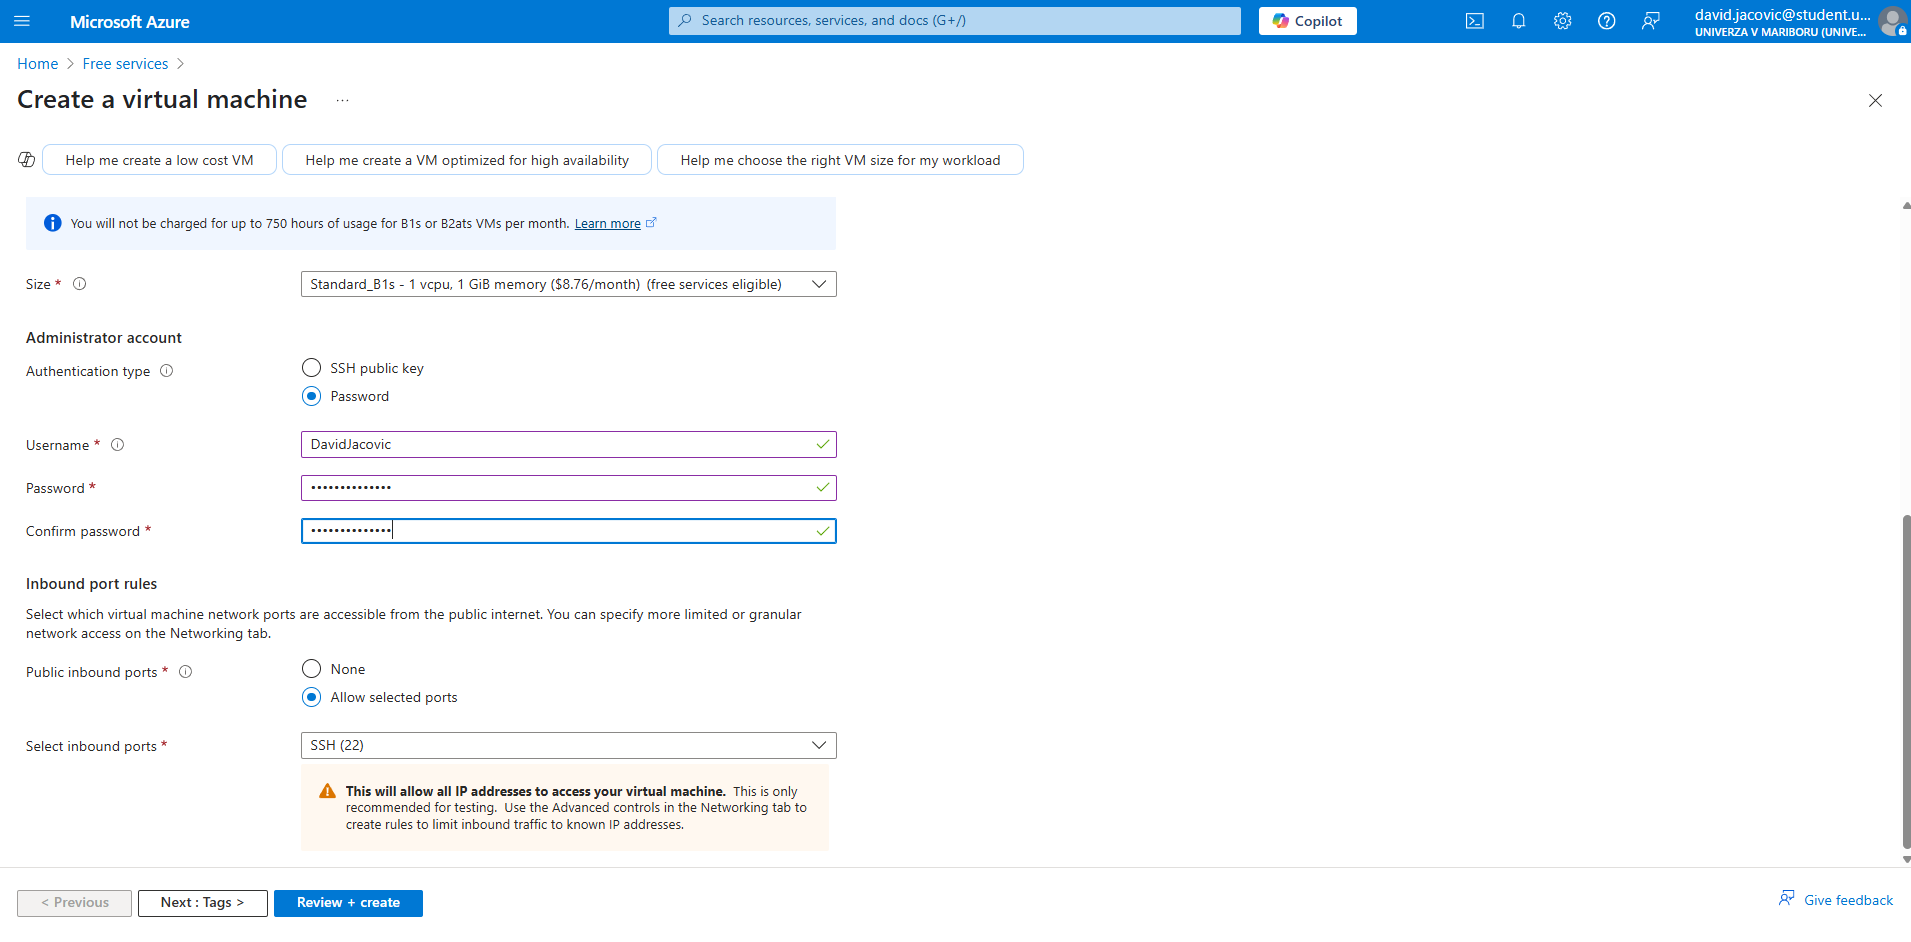 Microsoft Azure
Search resources, services, and docs (G+/)
Copilot
david.jacovic@student.u...
UNIVERZA V MARIBORU (UNIVE...
Home > Free services >
Create a virtual machine ...
Help me create a low cost VM
Help me create a VM optimized for high availability
Help me choose the right VM size for my workload
You will not be charged for up to 750 hours of usage for B1s or B2ats VMs per month. Learn more
Size *
Standard_B1s - 1 vcpu, 1 GiB memory ($8.76/month) (free services eligible)
Administrator account
Authentication type
SSH public key
Password
Username *
DavidJacovic
Password *
••••••••••••••
Confirm password *
••••••••••••••
Inbound port rules
Select which virtual machine network ports are accessible from the public internet. You can specify more limited or granular
network access on the Networking tab.
Public inbound ports *
None
Allow selected ports
Select inbound ports *
SSH (22)
This will allow all IP addresses to access your virtual machine. This is only
recommended for testing. Use the Advanced controls in the Networking tab to
create rules to limit inbound traffic to known IP addresses.
< Previous
Next : Tags >
Review + create
Give feedback